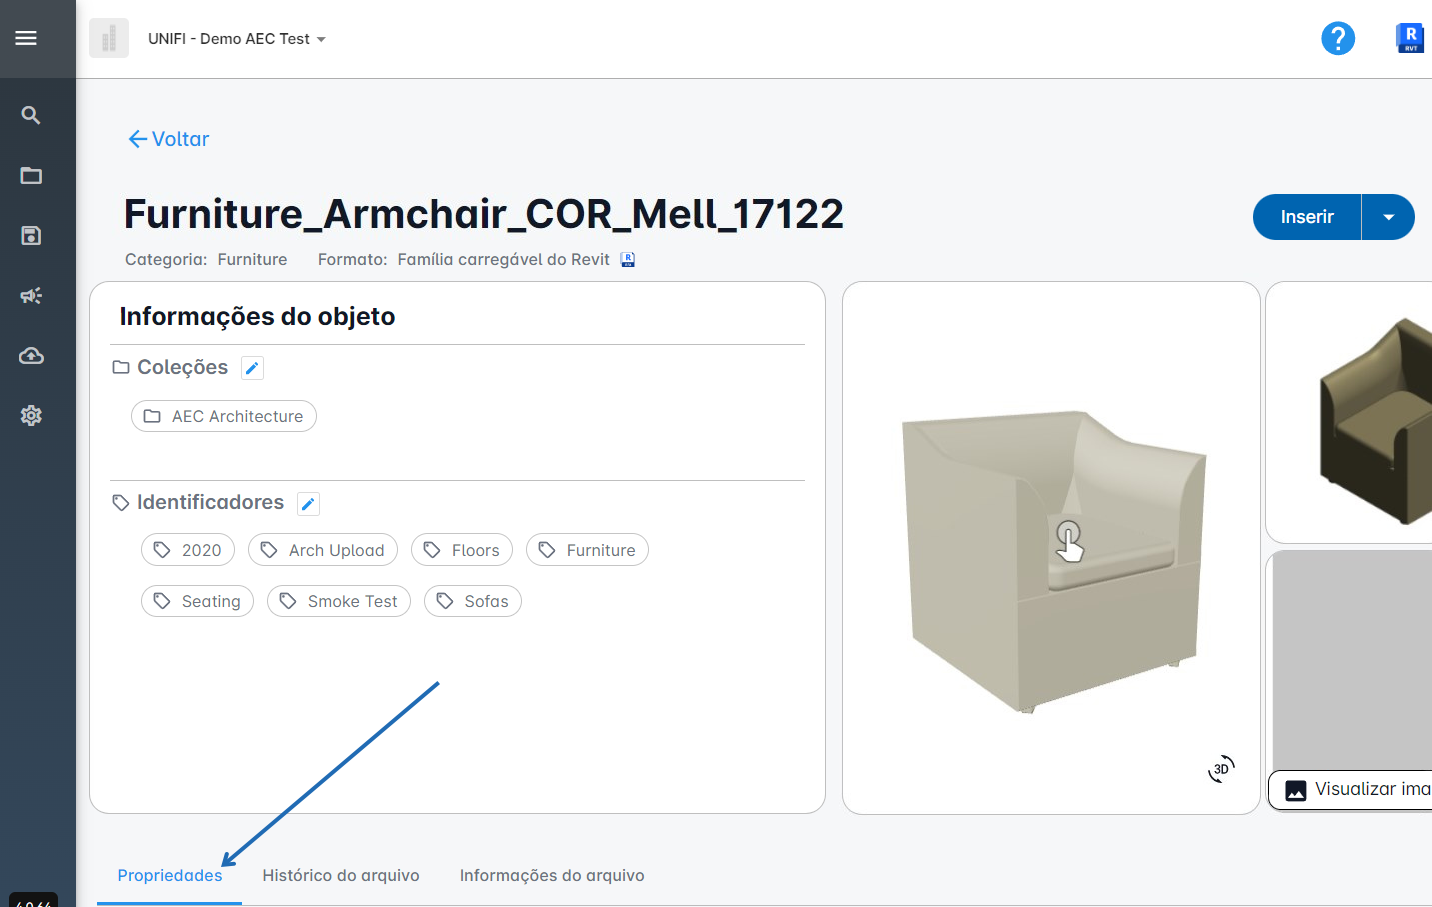 UNIFI - Demo AEC Test
?
R
RVT
Voltar
Furniture_Armchair_COR_Mell_17122
Inserir
Categoria: Furniture Formato: Família carregável do Revit
R
Informações do objeto
Coleções
AEC Architecture
Identificadores
2020 Arch Upload Floors Furniture
Seating Smoke Test Sofas
3D
Visualizar ima
Propriedades Histórico do arquivo Informações do arquivo